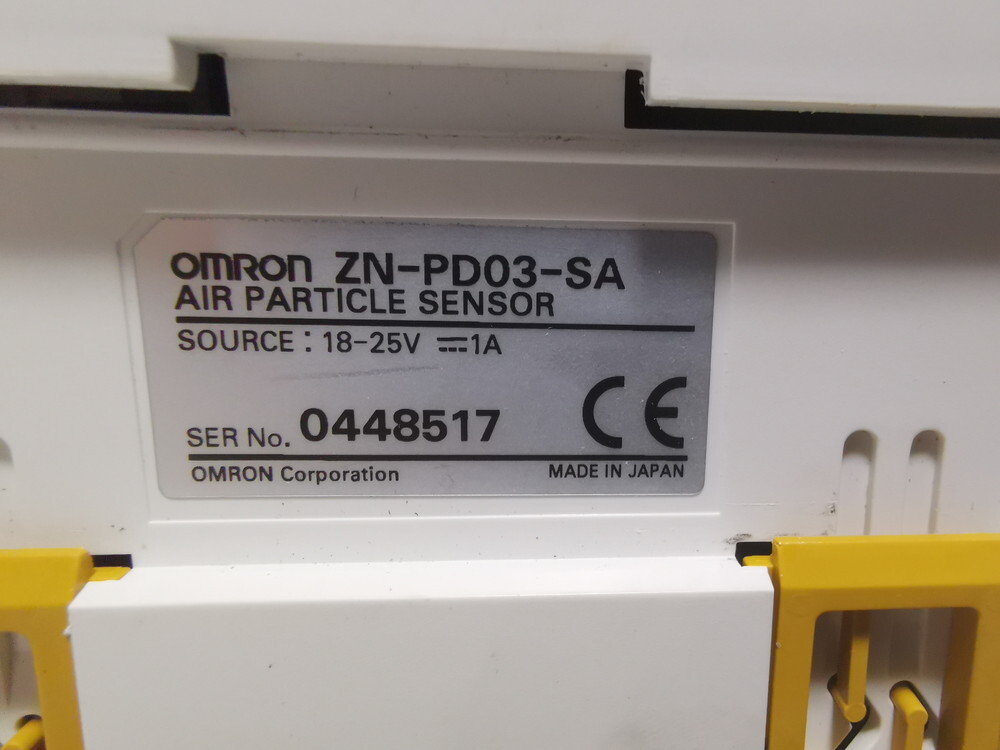 OMRON ZN-PD03-SA
AIR PARTICLE SENSOR
SOURCE : 18-25V ⎓1A
SER No. 0448517
CE
OMRON Corporation MADE IN JAPAN